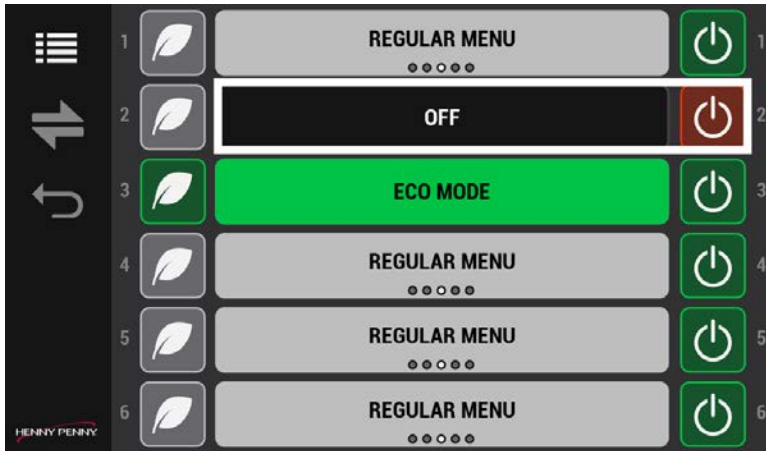 1 REGULAR MENU 1
2 OFF 2
3 ECO MODE 3
4 REGULAR MENU 4
5 REGULAR MENU 5
6 REGULAR MENU 6
HENNY PENNY